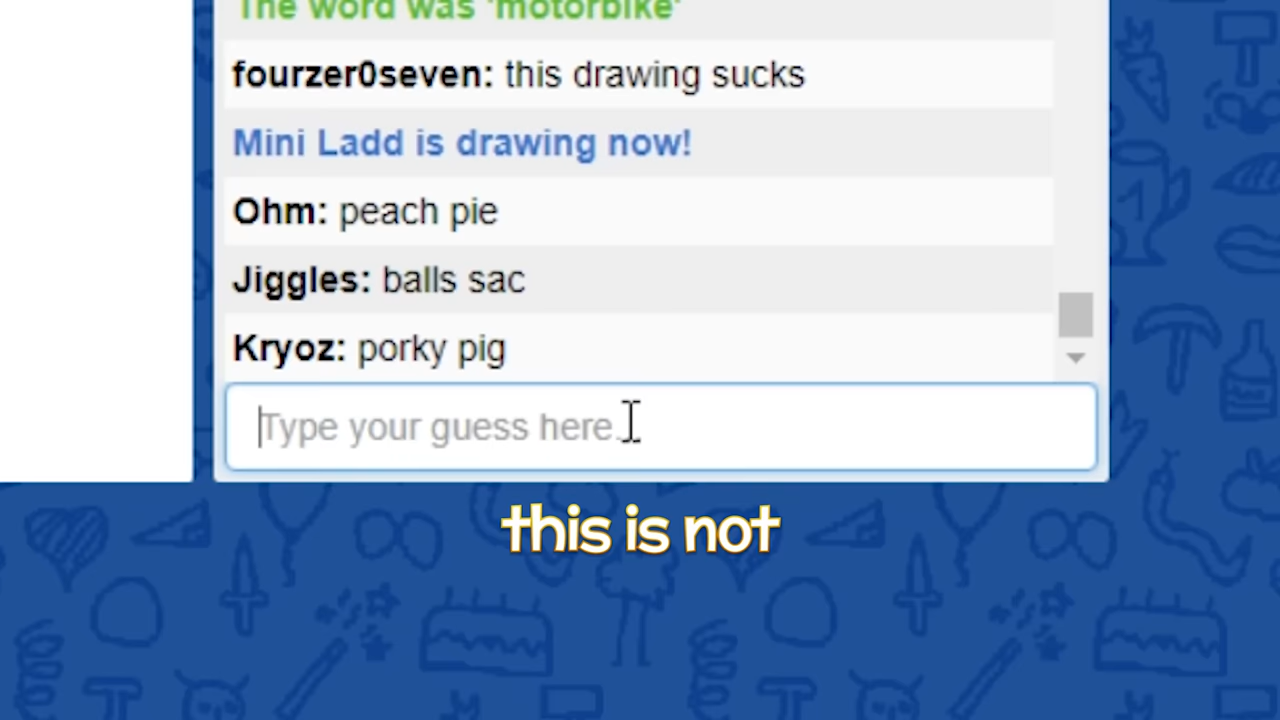 The word was 'motorbike'
fourzer0seven: this drawing sucks
Mini Ladd is drawing now!
Ohm: peach pie
Jiggles: balls sac
Kryoz: porky pig
Type your guess here.
this is not